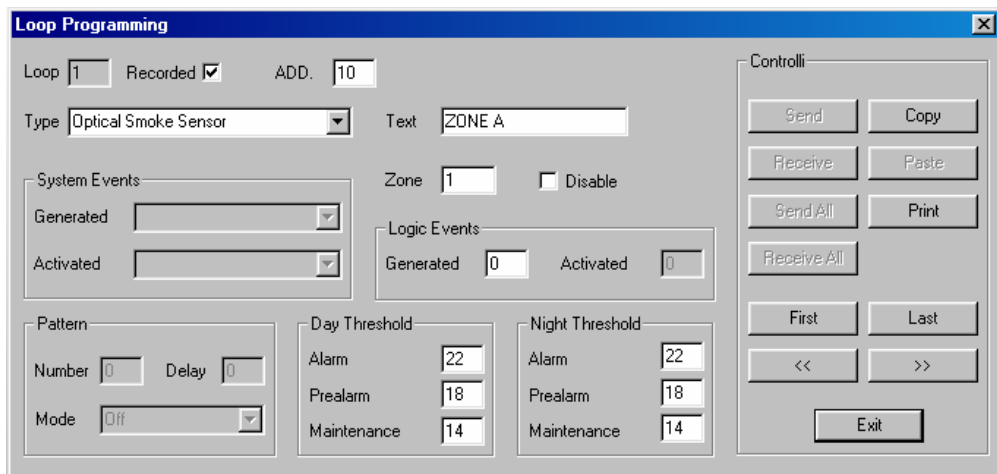 Loop Programming
Loop 1 Recorded ADD. 10
Type Optical Smoke Sensor Text ZONE A
Zone 1 Disable
System Events
Generated
Activated
Logic Events
Generated 0 Activated 0
Pattern
Number 0 Delay 0
Mode Off
Day Threshold
Alarm 22
Prealarm 18
Maintenance 14
Night Threshold
Alarm 22
Prealarm 18
Maintenance 14
Controlli
Send Copy
Receive Paste
Send All Print
Receive All
First Last
<< >>
Exit